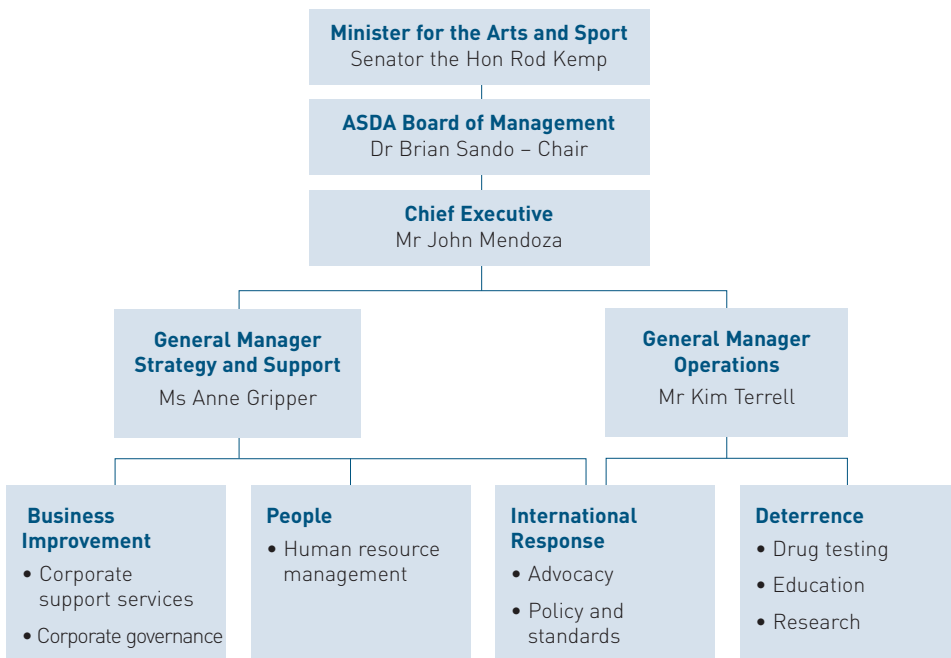 Minister for the Arts and Sport
Senator the Hon Rod Kemp
ASDA Board of Management
Dr Brian Sando – Chair
Chief Executive
Mr John Mendoza
General Manager
Strategy and Support
Ms Anne Gripper
General Manager
Operations
Mr Kim Terrell
Business
Improvement
• Corporate
support services
• Corporate governance
People
• Human resource
management
International
Response
• Advocacy
• Policy and
standards
Deterrence
• Drug testing
• Education
• Research